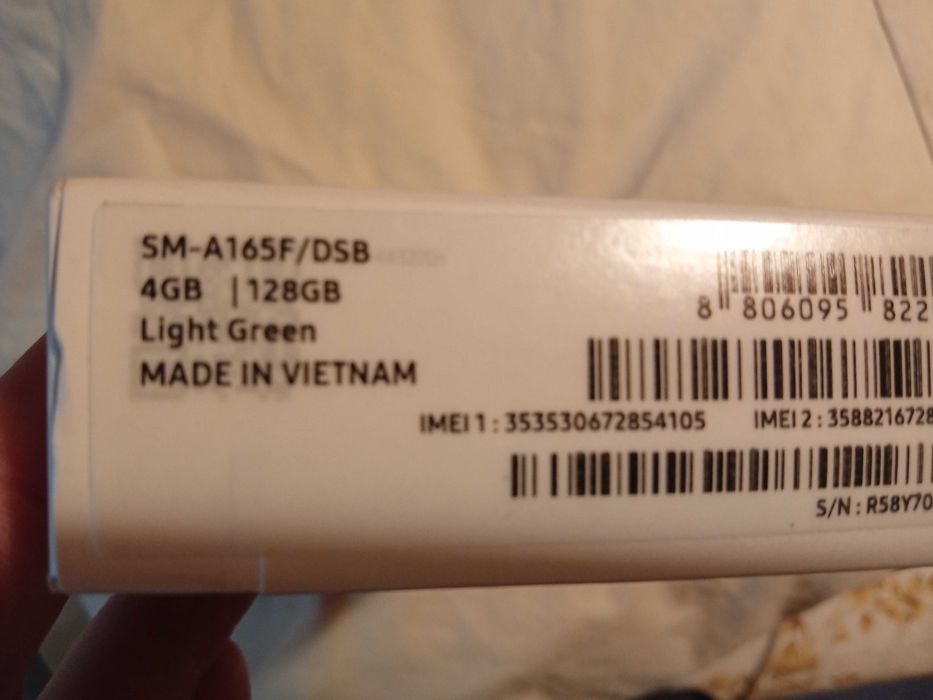 SM-A165F/DSB
4GB | 128GB
Light Green
MADE IN VIETNAM
8 806095 822
IMEI 1 : 353530672854105 IMEI 2 : 3588216728
S/N : R58Y70